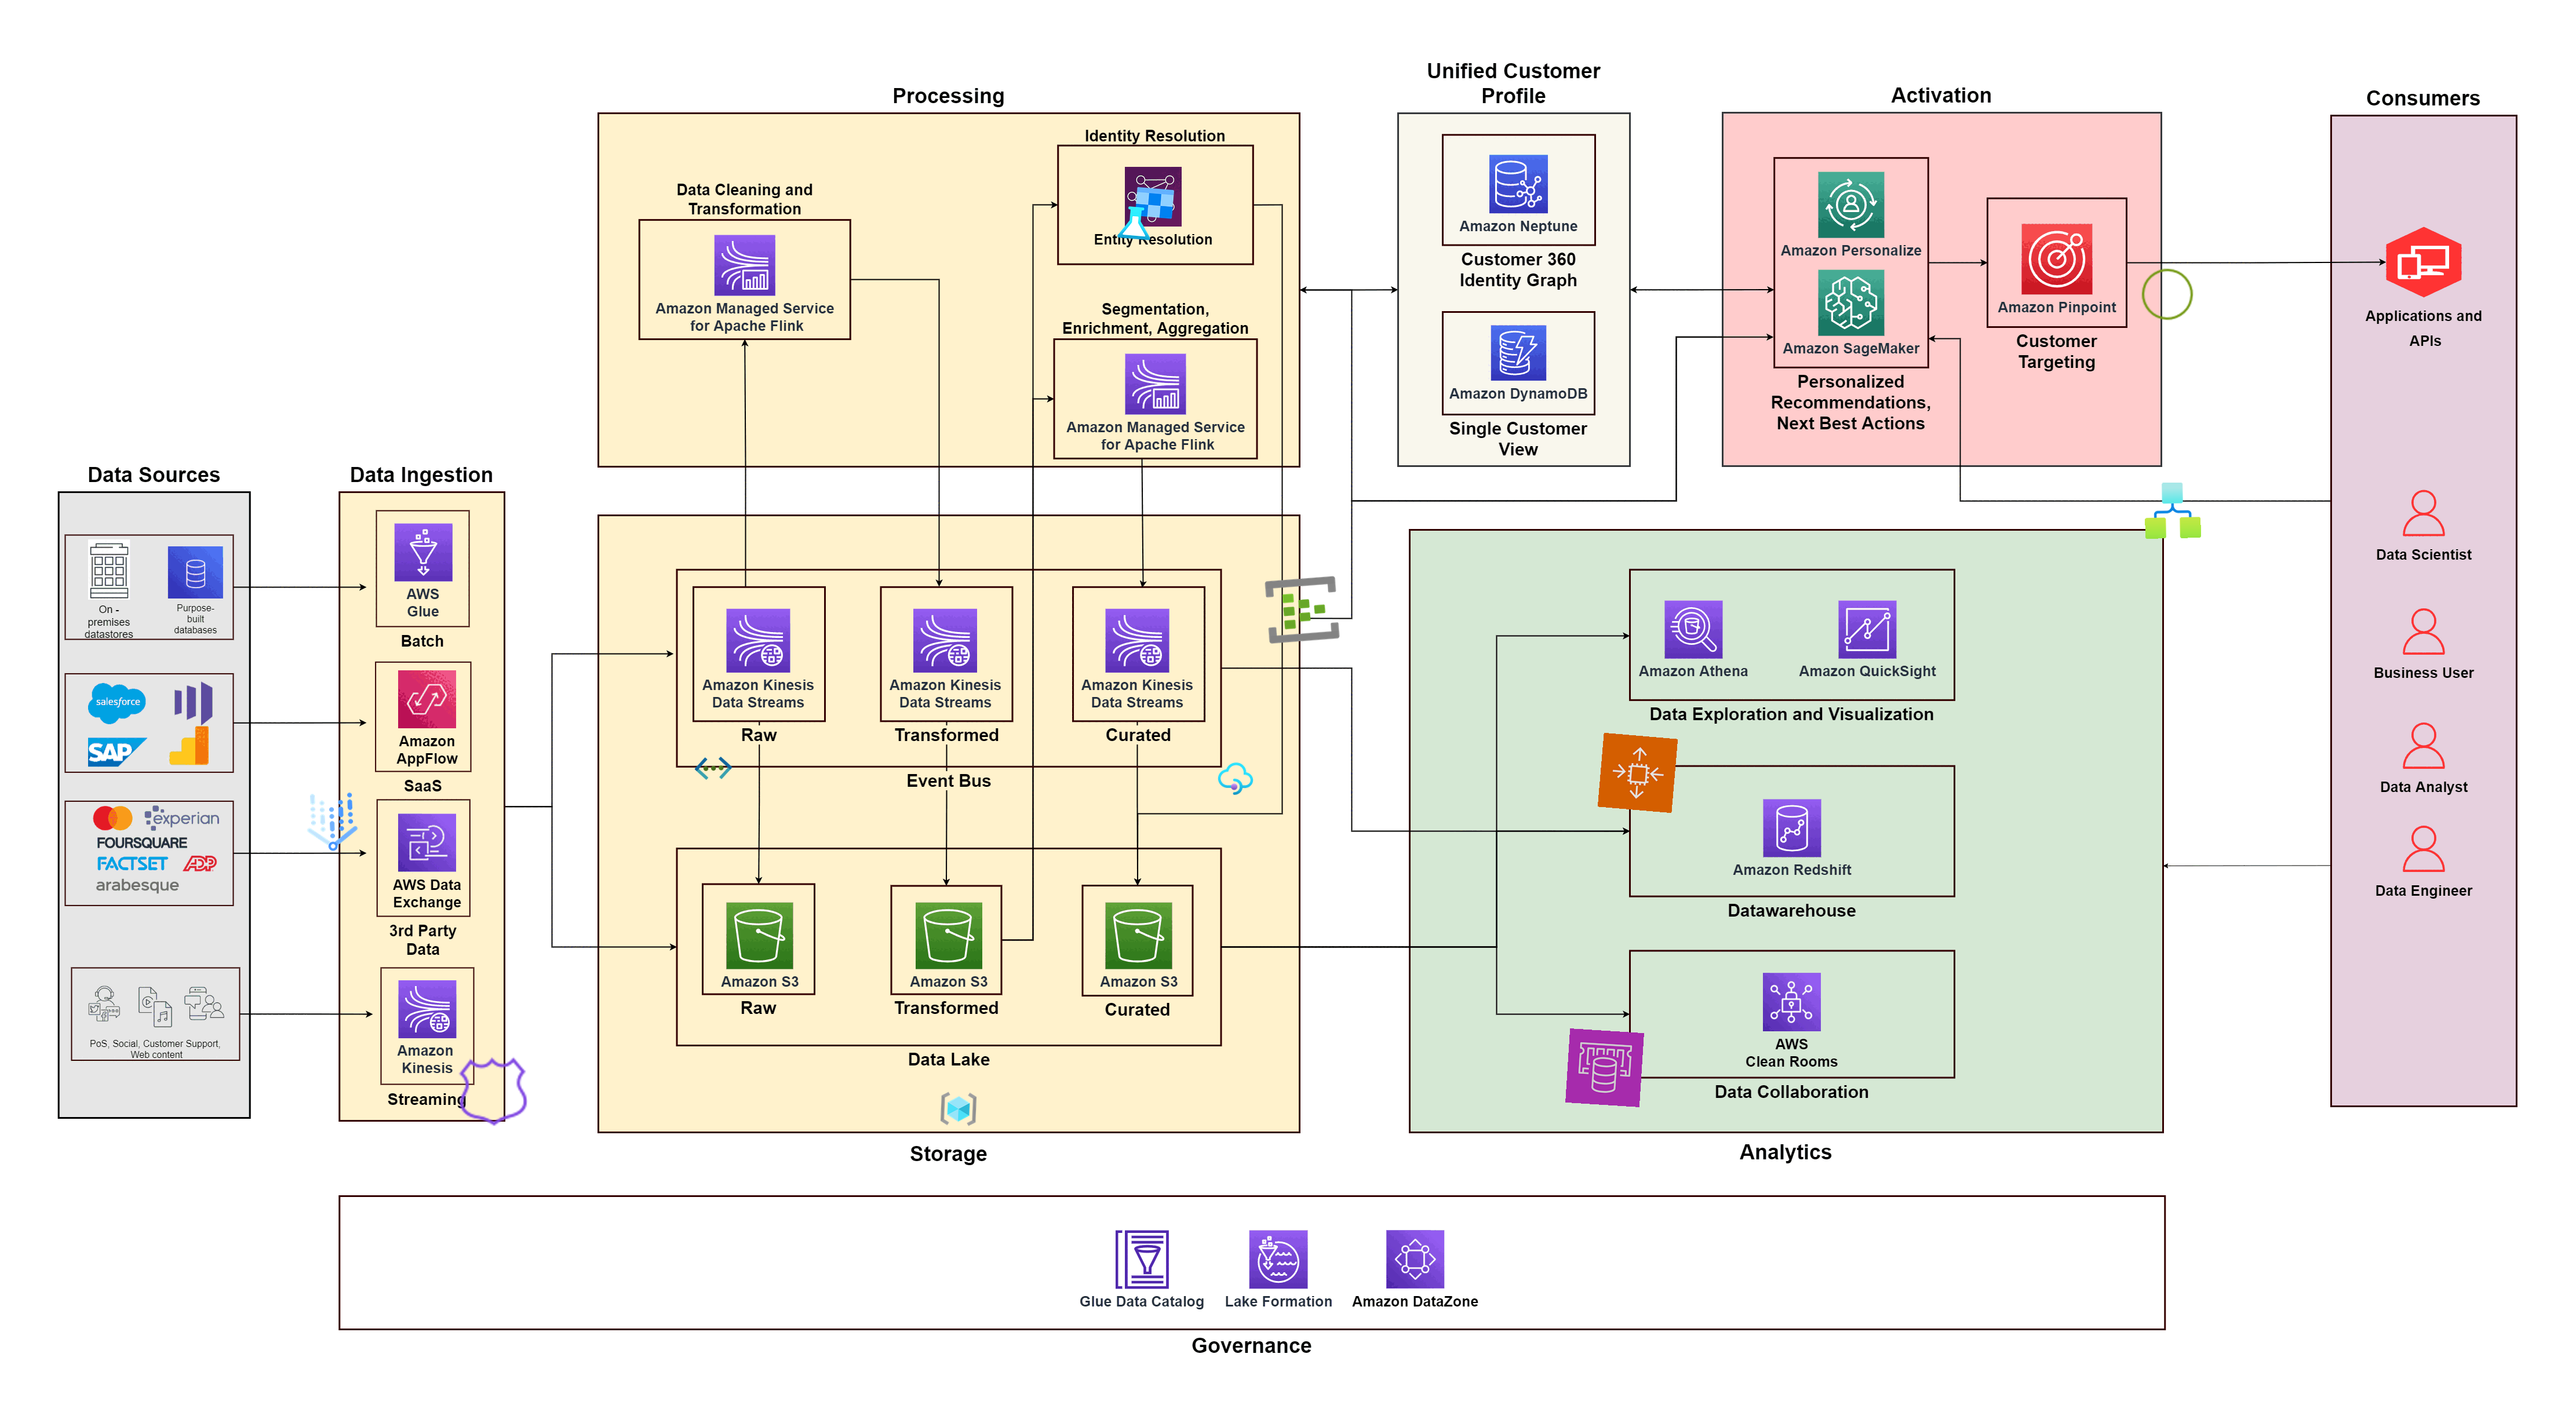 Data Sources
On -
premises
datastores
Purpose-
built
databases
salesforce
SAP
experian
FOURSQUARE
FACTSET
ADP
arabesque
PoS, Social, Customer Support,
Web content
Data Ingestion
AWS
Glue
Batch
Amazon
AppFlow
SaaS
AWS Data
Exchange
3rd Party
Data
Amazon
Kinesis
Streaming
Processing
Data Cleaning and
Transformation
Amazon Managed Service
for Apache Flink
Identity Resolution
Entity Resolution
Segmentation,
Enrichment, Aggregation
Amazon Managed Service
for Apache Flink
Amazon Kinesis
Data Streams
Raw
Amazon Kinesis
Data Streams
Transformed
Amazon Kinesis
Data Streams
Curated
Event Bus
Amazon S3
Raw
Amazon S3
Transformed
Amazon S3
Curated
Data Lake
Storage
Unified Customer
Profile
Amazon Neptune
Customer 360
Identity Graph
Amazon DynamoDB
Single Customer
View
Activation
Amazon Personalize
Amazon SageMaker
Personalized
Recommendations,
Next Best Actions
Amazon Pinpoint
Customer
Targeting
Amazon Athena
Amazon QuickSight
Data Exploration and Visualization
Amazon Redshift
Datawarehouse
AWS
Clean Rooms
Data Collaboration
Analytics
Consumers
Applications and
APIs
Data Scientist
Business User
Data Analyst
Data Engineer
Glue Data Catalog
Lake Formation
Amazon DataZone
Governance